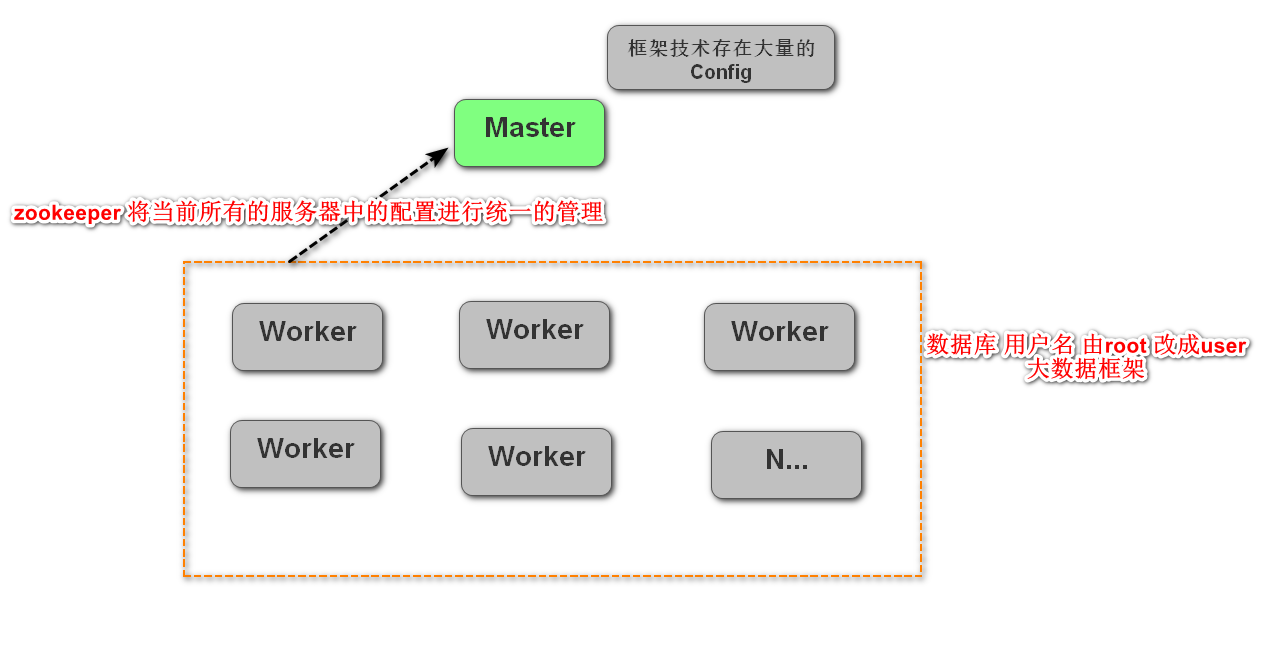 框架技术存在大量的
Config
Master
zookeeper 将当前所有的服务器中的配置进行统一的管理
Worker
Worker
Worker
数据库 用户名 由root 改成user
大数据框架
Worker
Worker
N...